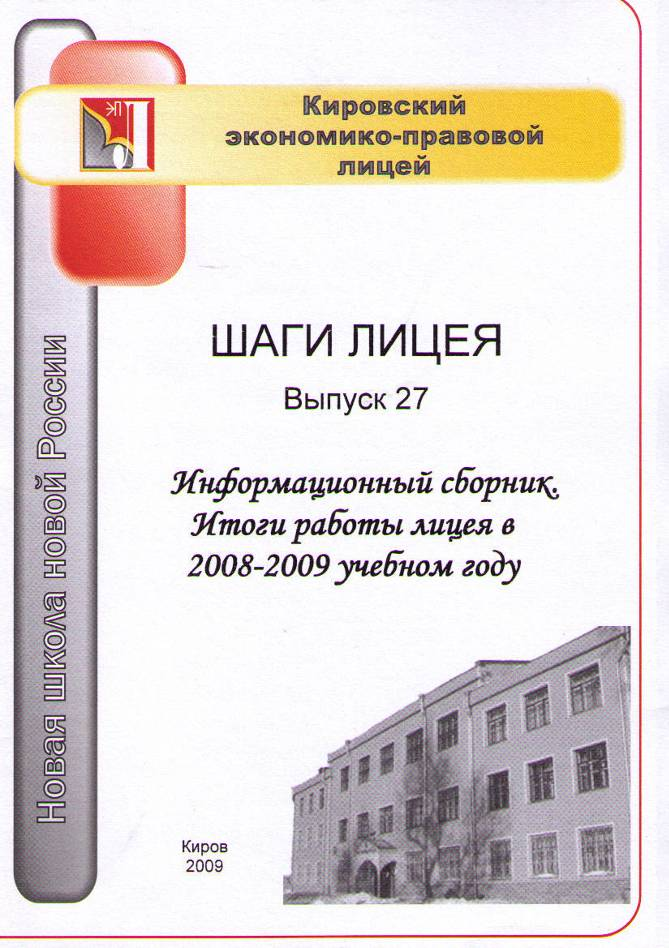 ЭП
Л
Кировский
экономико-правовой
лицей
ШАГИ ЛИЦЕЯ
Выпуск 27
Информационный сборник.
Итоги работы лицея в
2008-2009 учебном году
Новая школа новой России
Киров
2009